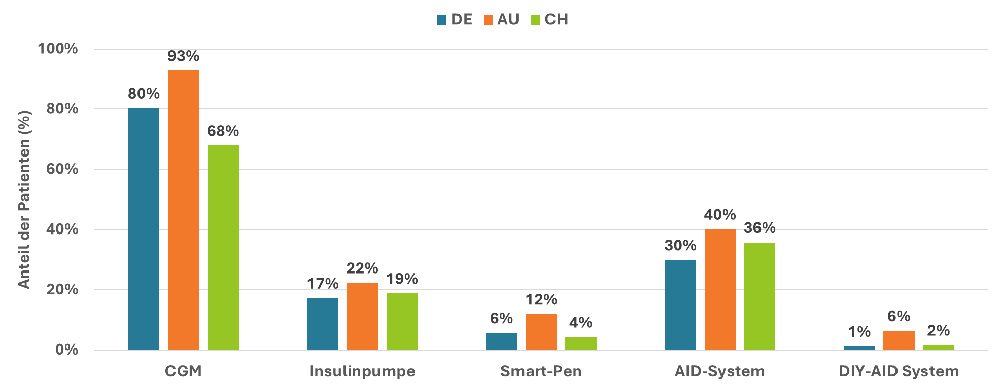 DE AU CH
Anteil der Patienten (%)
100%
80%
60%
40%
20%
0%
80% 93% 68%
17% 22% 19%
6% 12% 4%
30% 40% 36%
1% 6% 2%
CGM Insulinpumpe Smart-Pen AID-System DIY-AID System